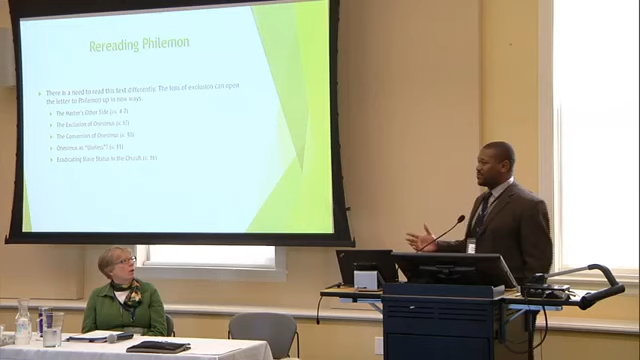 Rereading Philemon
There is a need to read this text differently. The lens of exclusion can open
the letter to Philemon up in new ways.
The Master's Other Side (vs. 4-7)
The Exclusion of Onesimus (v.
The Conversion of Onesimus (v. 10)
Onesimus as "Useless"? (v. 11)
Eradicating Slave Status in the Church (v. 16)